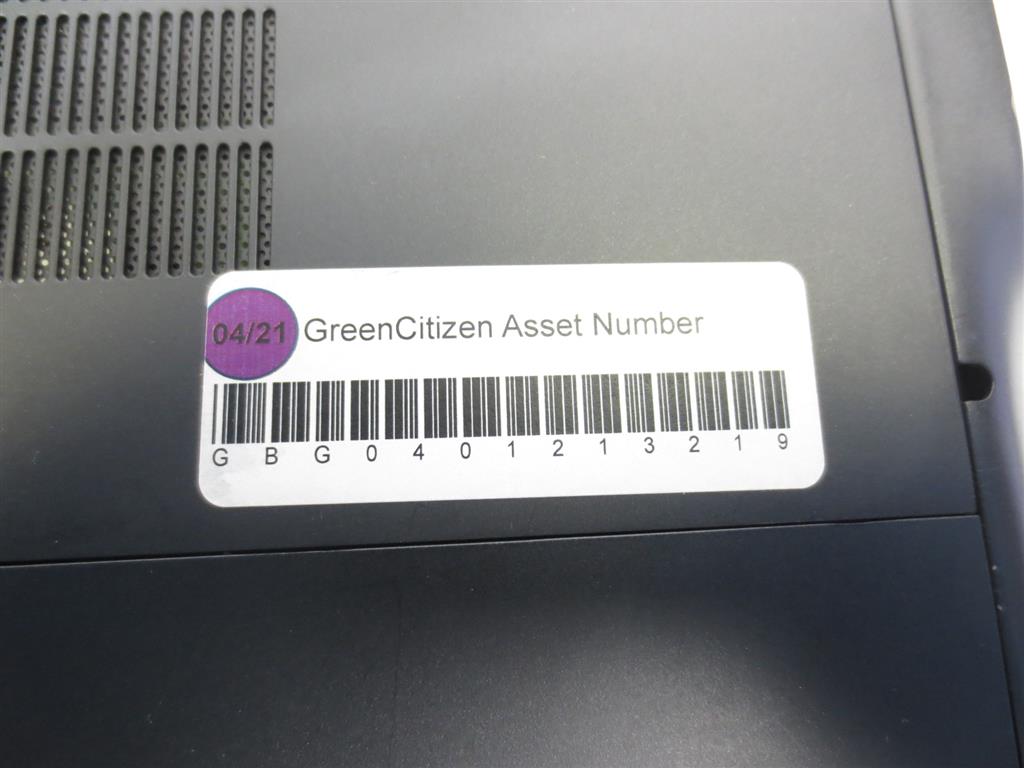 04/21 GreenCitizen Asset Number
G B G 0 4 0 1 2 1 3 2 1 9